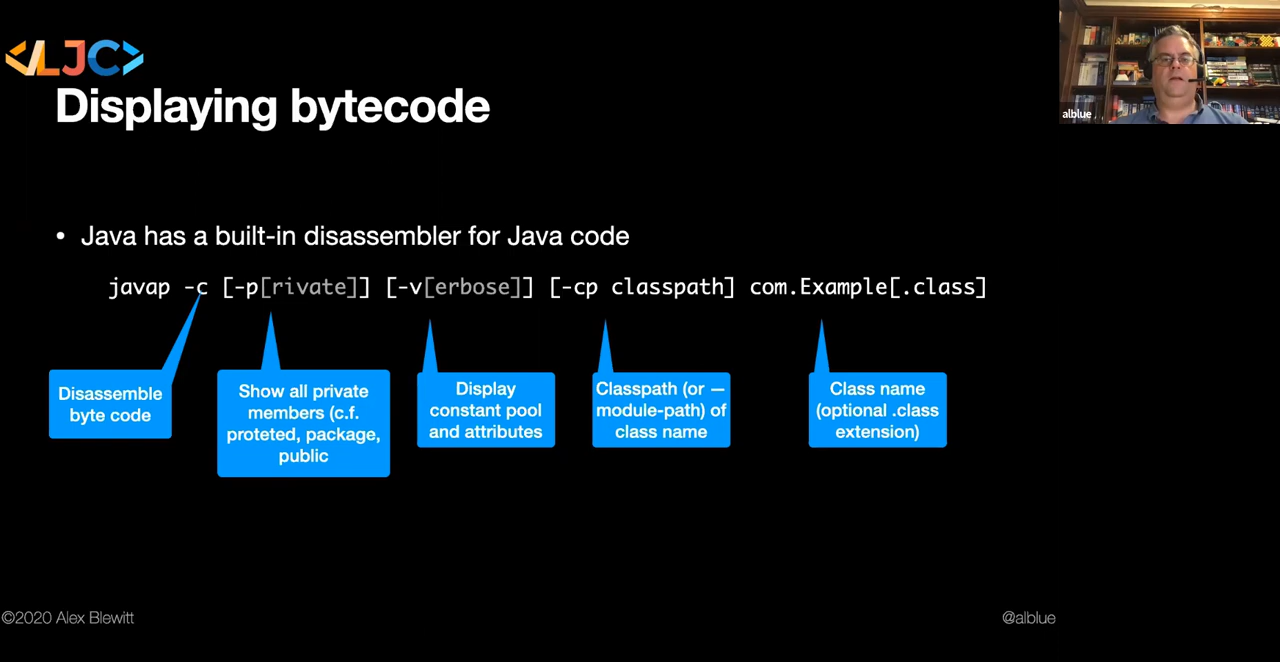 <LJC>
alblue
Displaying bytecode
• Java has a built-in disassembler for Java code
javap -c [-p[rivate]] [-v[erbose]] [-cp classpath] com.Example[.class]
Disassemble
byte code
Show all private
members (c.f.
proteted, package,
public
Display
constant pool
and attributes
Classpath (or —
module-path) of
class name
Class name
(optional .class
extension)
©2020 Alex Blewitt
@alblue